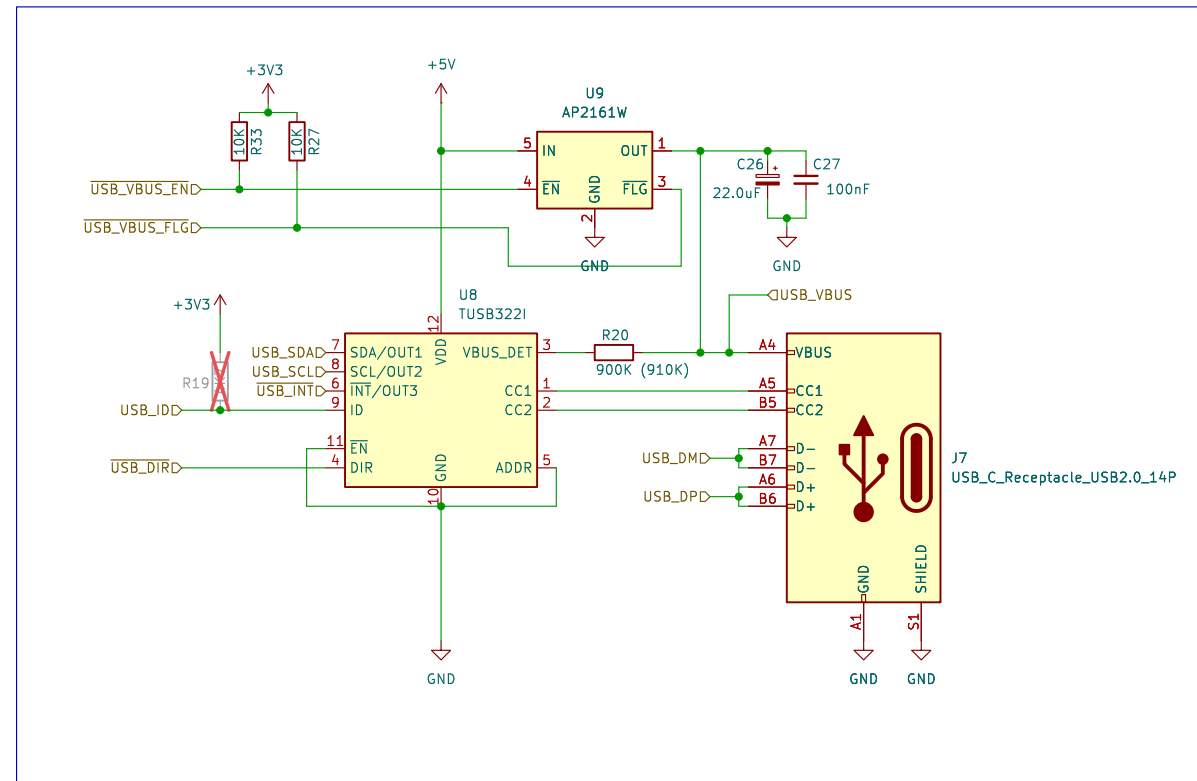 +3V3
+5V
10K
R33
10K
R27
U9
AP2161W
5
IN
OUT
1
4
EN
FLG
3
GND
2
GND
USB_VBUS_EN
USB_VBUS_FLG
C26
+
22.0uF
C27
100nF
GND
USB_VBUS
+3V3
R19
U8
TUSB322I
12
VDD
USB_SDA
7
SDA/OUT1
USB_SCL
8
SCL/OUT2
USB_INT
6
INT/OUT3
USB_ID
9
ID
11
EN
USB_DIR
4
DIR
VBUS_DET
3
CC1
1
CC2
2
ADDR
5
GND
10
GND
R20
900K (910K)
A4
VBUS
A5
CC1
B5
CC2
USB_DM
A7
D-
B7
D-
USB_DP
A6
D+
B6
D+
J7
USB_C_Receptacle_USB2.0_14P
GND
SHIELD
A1
S1
GND
GND